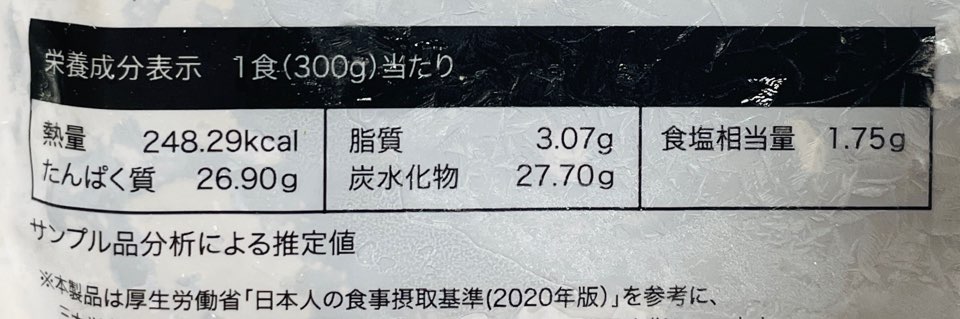 栄養成分表示 1食(300g)当たり
熱量 248.29kcal 脂質 3.07g 食塩相当量 1.75g
たんぱく質 26.90g 炭水化物 27.70g
サンプル品分析による推定値
※本製品は厚生労働省「日本人の食事摂取基準(2020年版)」を参考に、